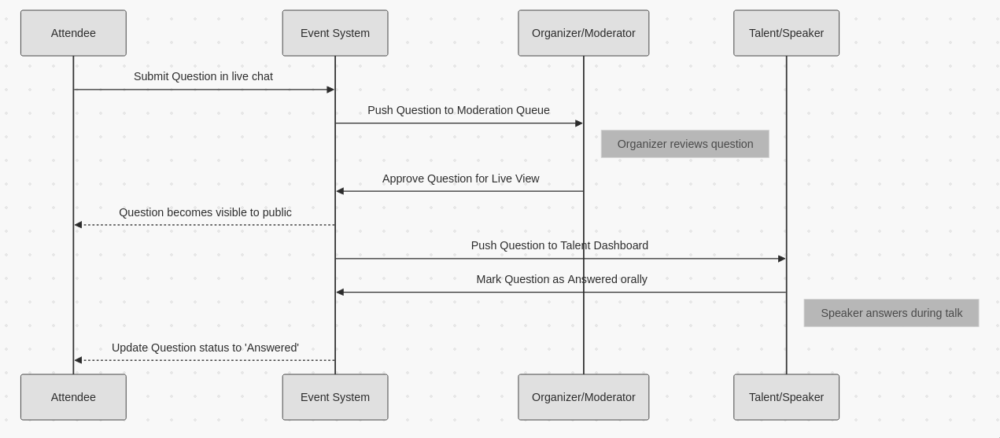 Attendee
Event System
Organizer/Moderator
Talent/Speaker
Submit Question in live chat
Push Question to Moderation Queue
Organizer reviews question
Approve Question for Live View
Question becomes visible to public
Push Question to Talent Dashboard
Mark Question as Answered orally
Speaker answers during talk
Update Question status to 'Answered'
Attendee
Event System
Organizer/Moderator
Talent/Speaker